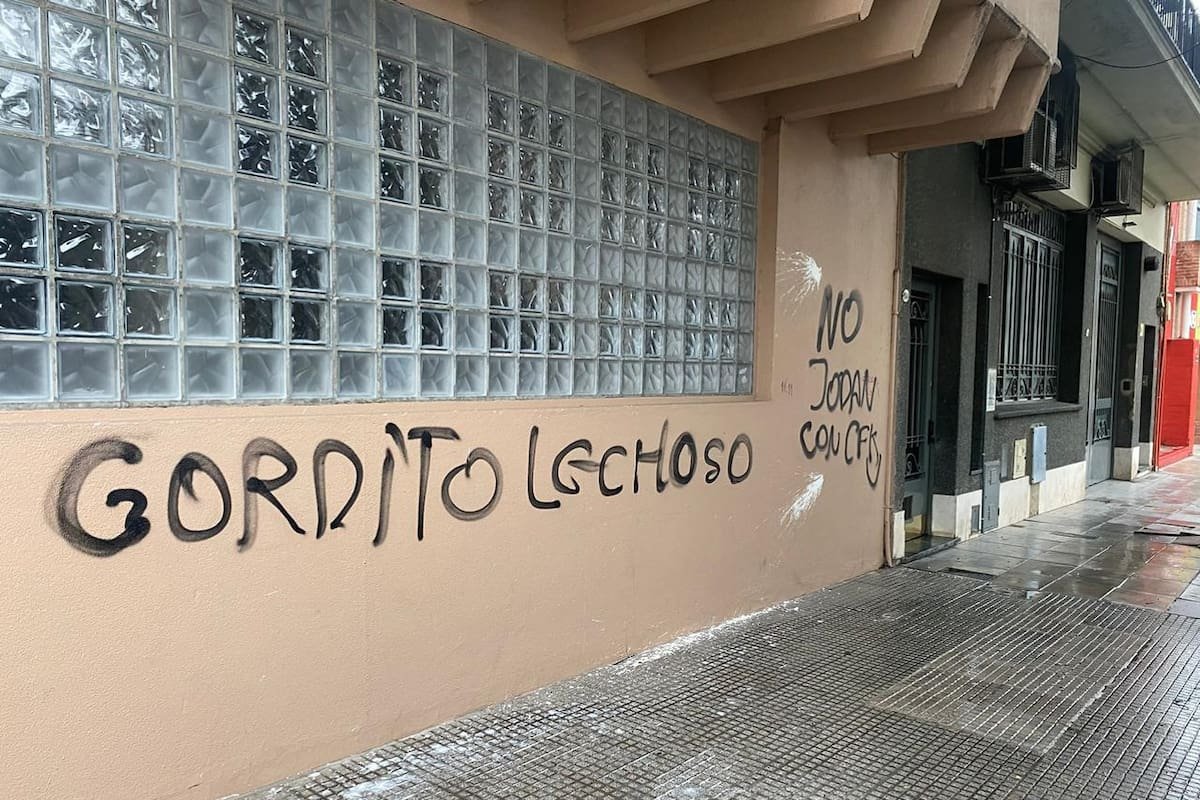 GORDITO LECHOSO
NO
JODAN
CON CFK